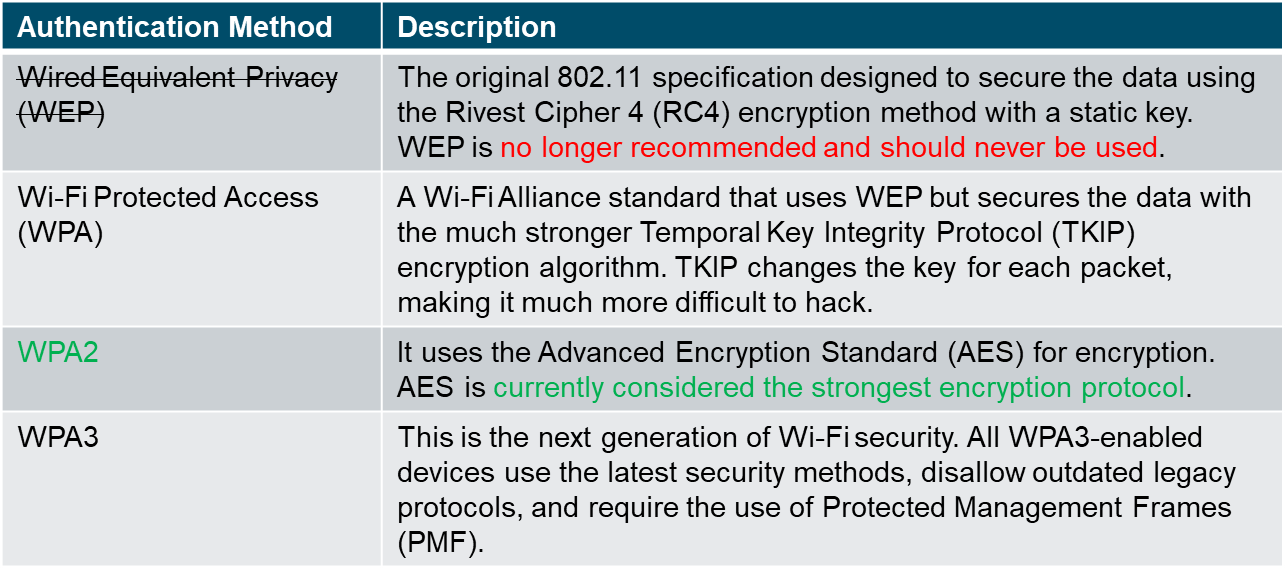 Authentication Method
Description
Wired Equivalent Privacy
(WEP)
The original 802.11 specification designed to secure the data using
the Rivest Cipher 4 (RC4) encryption method with a static key.
WEP is no longer recommended and should never be used.
Wi-Fi Protected Access
(WPA)
A Wi-Fi Alliance standard that uses WEP but secures the data with
the much stronger Temporal Key Integrity Protocol (TKIP)
encryption algorithm. TKIP changes the key for each packet,
making it much more difficult to hack.
WPA2
It uses the Advanced Encryption Standard (AES) for encryption.
AES is currently considered the strongest encryption protocol.
WPA3
This is the next generation of Wi-Fi security. All WPA3-enabled
devices use the latest security methods, disallow outdated legacy
protocols, and require the use of Protected Management Frames
(PMF).